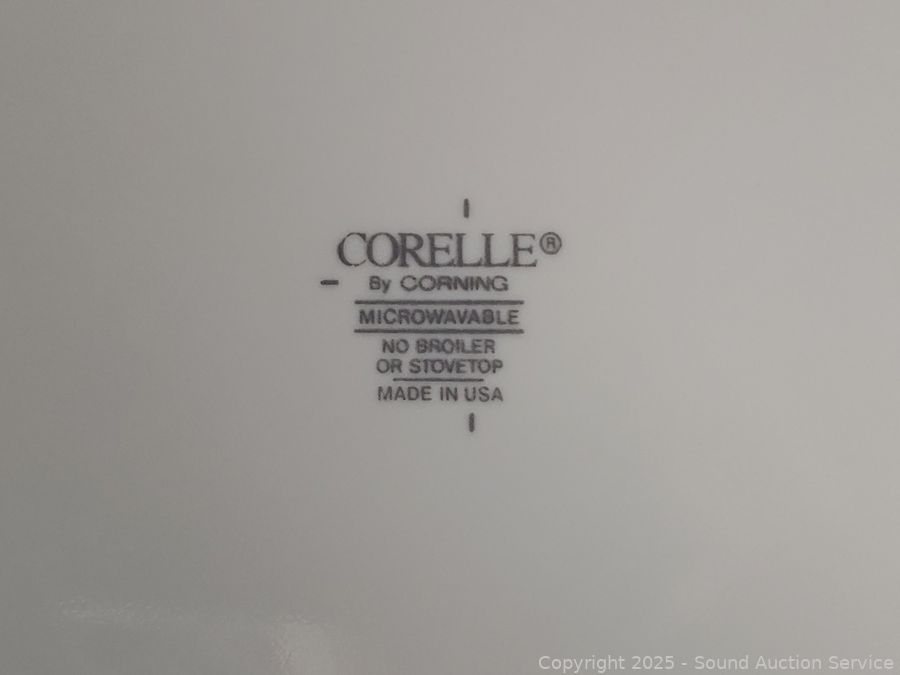 CORELLE®
By CORNING
MICROWAVABLE
NO BROILER
OR STOVETOP
MADE IN USA
Copyright 2025 - Sound Auction Service